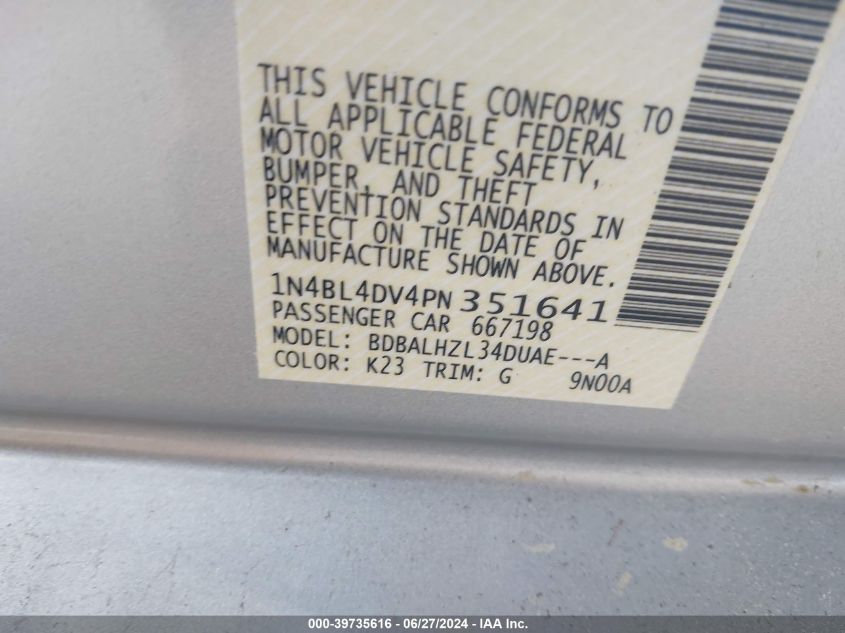 THIS VEHICLE CONFORMS TO
ALL APPLICABLE FEDERAL
MOTOR VEHICLE SAFETY,
BUMPER, AND THEFT
PREVENTION STANDARDS IN
EFFECT ON THE DATE OF
MANUFACTURE SHOWN ABOVE.
1N4BL4DV4PN351641
PASSENGER CAR 667198
MODEL: BDBALHZL34DUAE---A
COLOR: K23 TRIM: G 9N00A
000-39735616 - 06/27/2024 - IAA Inc.